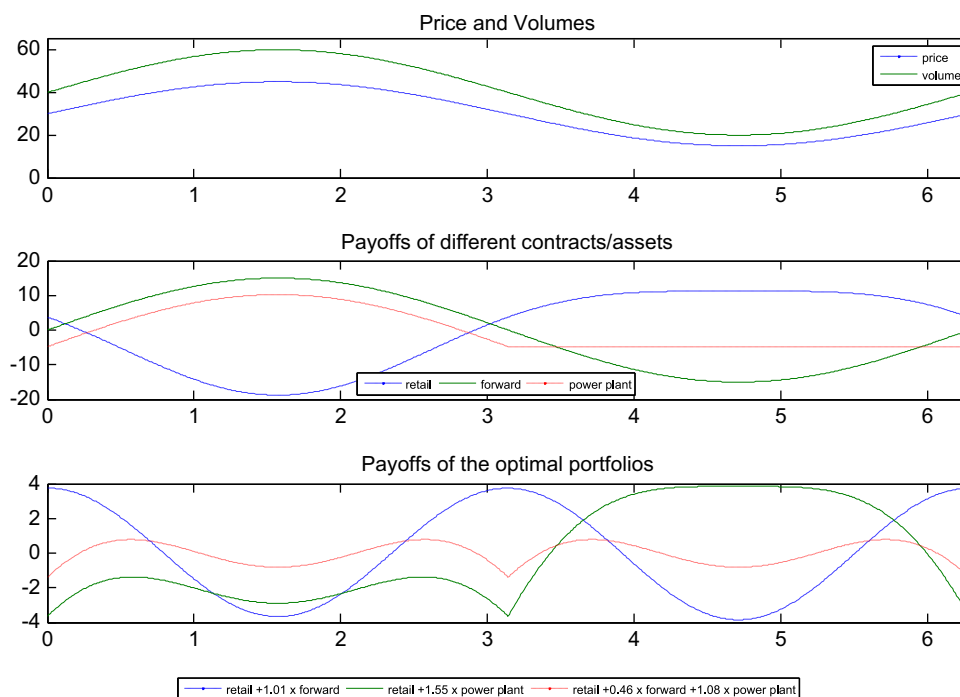 Price and Volumes
60
40
20
0
price
volume
0 1 2 3 4 5 6
Payoffs of different contracts/assets
20
10
0
-10
-20
retail forward power plant
0 1 2 3 4 5 6
Payoffs of the optimal portfolios
4
2
0
-2
-4
0 1 2 3 4 5 6
retail +1.01 x forward retail +1.55 x power plant retail +0.46 x forward +1.08 x power plant